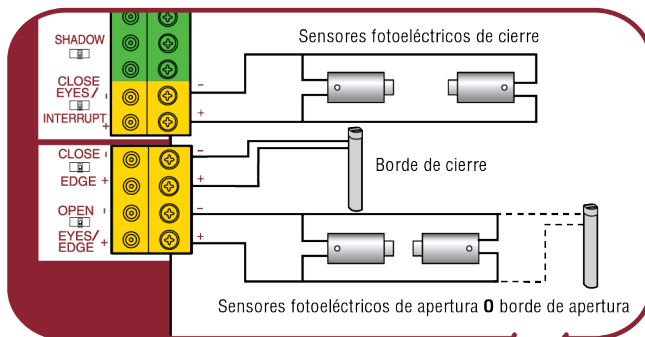 SHADOW
Sensores fotoeléctricos de cierre
CLOSE
EYES/ -
INTERRUPT +
-
+
CLOSE -
EDGE +
-
+
Borde de cierre
OPEN -
EYES/
EDGE +
-
+
Sensores fotoeléctricos de apertura O borde de apertura